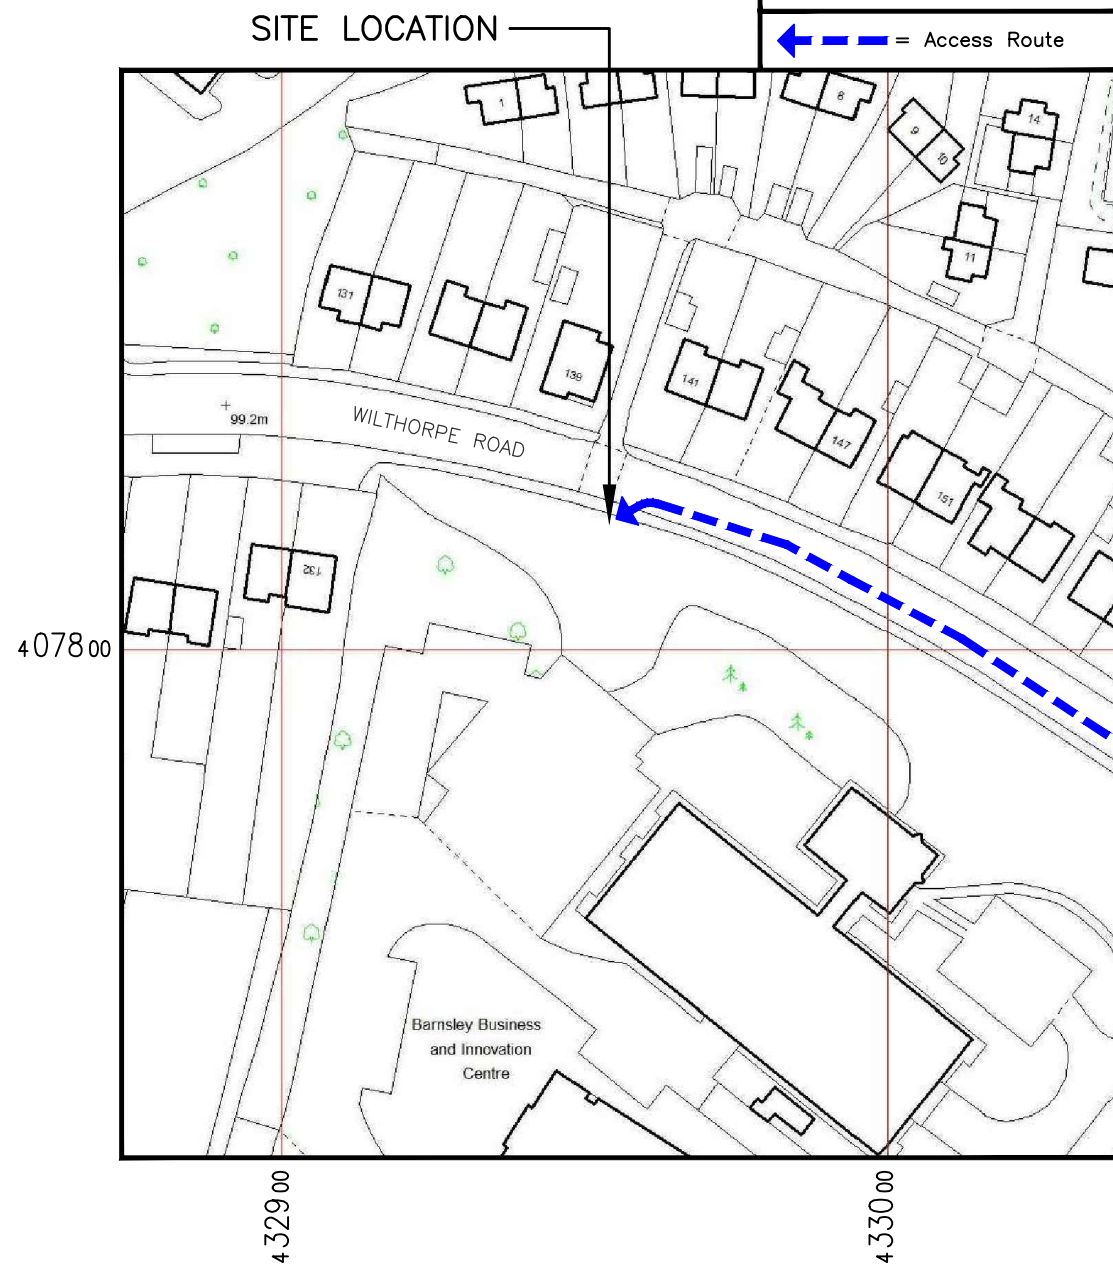 SITE LOCATION
= Access Route
1
8
9
10
14
11
131
139
141
147
151
99.2m
WILTHORPE ROAD
132
407800
Barnsley Business
and Innovation
Centre
432900
433000